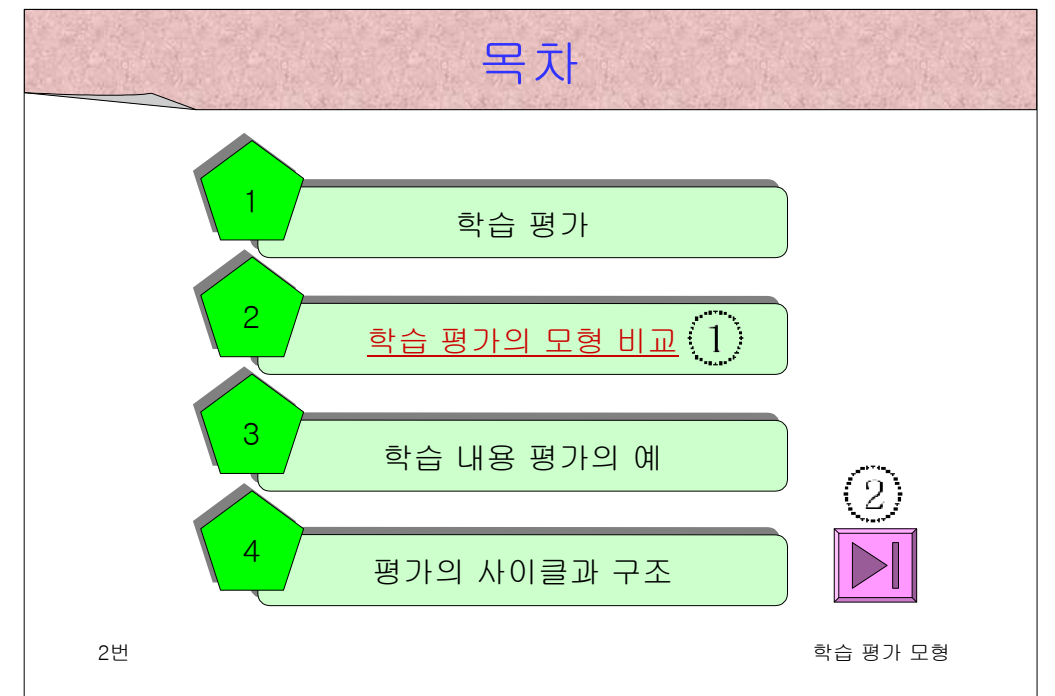 목차
1
학습 평가
2
학습 평가의 모형 비교 1
3
학습 내용 평가의 예
2
4
평가의 사이클과 구조
2번
학습 평가 모형